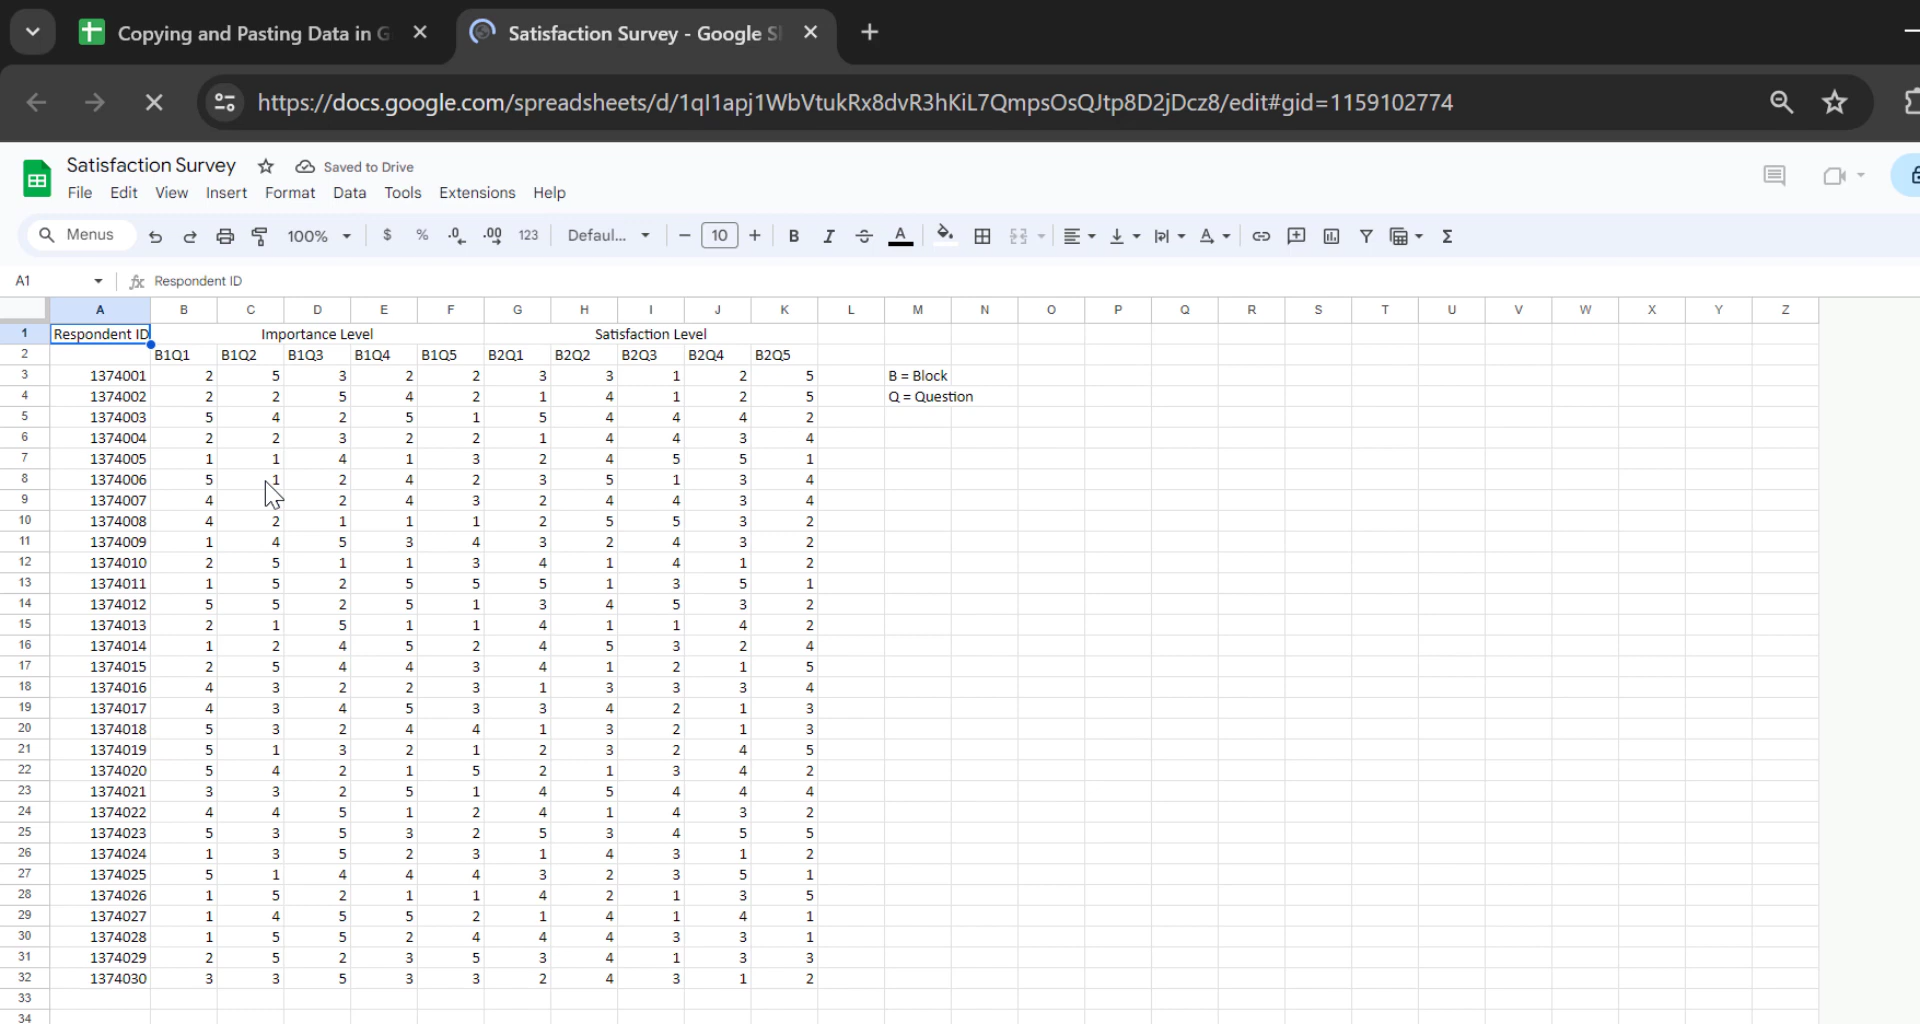 Copying and Pasting Data in G
Satisfaction Survey - Google Sl
https://docs.google.com/spreadsheets/d/1ql1apj1WbVtukRx8dvR3hKiL7QmpsOsQJtp8D2jDcz8/edit#gid=1159102774
Satisfaction Survey Saved to Drive
File Edit View Insert Format Data Tools Extensions Help
Menus 100% $ % .0 .00 123 Defaul... 10 B I A Σ
A1 fx Respondent ID
A B C D E F G H I J K L M N O P Q R S T U V W X Y Z
1 Respondent ID Importance Level Satisfaction Level
2 B1Q1 B1Q2 B1Q3 B1Q4 B1Q5 B2Q1 B2Q2 B2Q3 B2Q4 B2Q5
3 1374001 2 5 3 2 2 3 3 1 2 5 B = Block
4 1374002 2 2 5 4 2 1 4 1 2 5 Q = Question
5 1374003 5 4 2 5 1 5 4 4 4 2
6 1374004 2 2 3 2 2 1 4 4 3 4
7 1374005 1 1 4 1 3 2 4 5 5 1
8 1374006 5 1 2 4 2 3 5 1 3 4
9 1374007 4 2 4 3 2 4 4 3 4
10 1374008 4 2 1 1 1 2 5 5 3 2
11 1374009 1 4 5 3 4 3 2 4 3 2
12 1374010 2 5 1 1 3 4 1 4 1 2
13 1374011 1 5 2 5 5 5 1 3 5 1
14 1374012 5 5 2 5 1 3 4 5 3 2
15 1374013 2 1 5 1 1 4 1 1 4 2
16 1374014 1 2 4 5 2 4 5 3 2 4
17 1374015 2 5 4 4 3 4 1 2 1 5
18 1374016 4 3 2 2 3 1 3 3 3 4
19 1374017 4 3 4 5 3 3 4 2 1 3
20 1374018 5 3 2 4 4 1 3 2 1 3
21 1374019 5 1 3 2 1 2 3 2 4 5
22 1374020 5 4 2 1 5 2 1 3 4 2
23 1374021 3 3 2 5 1 4 5 4 4 4
24 1374022 4 4 5 1 2 4 1 4 3 2
25 1374023 5 3 5 3 2 5 3 4 5 5
26 1374024 1 3 5 2 3 1 4 3 1 2
27 1374025 5 1 4 4 4 3 2 3 5 1
28 1374026 1 5 2 1 1 4 2 1 3 5
29 1374027 1 4 5 5 2 1 4 1 4 1
30 1374028 1 5 5 2 4 4 4 3 3 1
31 1374029 2 5 2 3 5 3 4 1 3 3
32 1374030 3 3 5 3 3 2 4 3 1 2
33
34